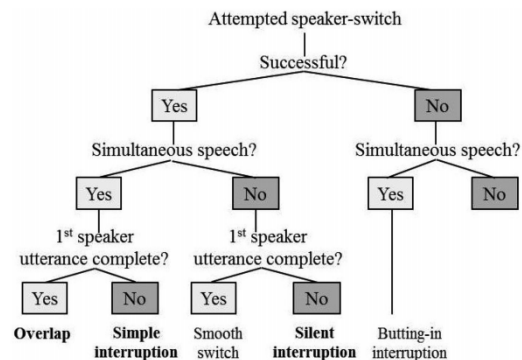 Attempted speaker-switch
Successful?
Yes
No
Simultaneous speech?
Simultaneous speech?
Yes
No
Yes
No
1st speaker
utterance complete?
1st speaker
utterance complete?
Yes
No
Yes
No
Overlap
Simple
interruption
Smooth
switch
Silent
interruption
Butting-in
interruption